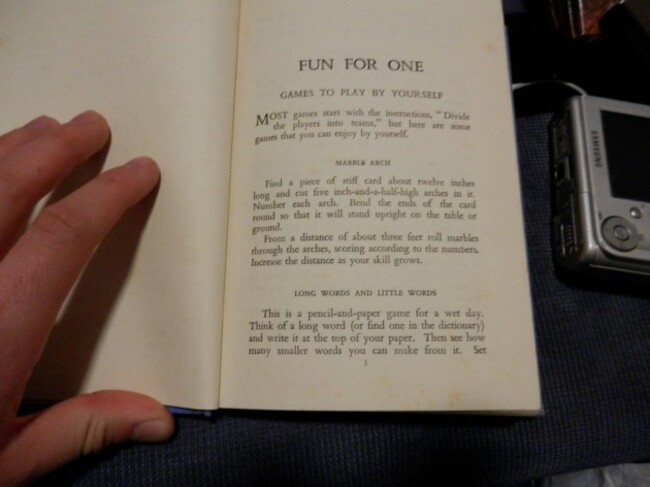 FUN FOR ONE
GAMES TO PLAY BY YOURSELF
MOST games start with the instructions, "Divide
the players into teams," but here are some
games that you can enjoy by yourself.
MARBLE ARCH
Find a piece of stiff card about twelve inches
long and cut five inch-and-a-half-high arches in it.
Number each arch. Bend the ends of the card
round so that it will stand upright on the table or
ground.
From a distance of about three feet roll marbles
through the arches, scoring according to the numbers.
Increase the distance as your skill grows.
LONG WORDS AND LITTLE WORDS
This is a pencil-and-paper game for a wet day.
Think of a long word (or find one in the dictionary)
and write it at the top of your paper. Then see how
many smaller words you can make from it. Set
SAMSUNG